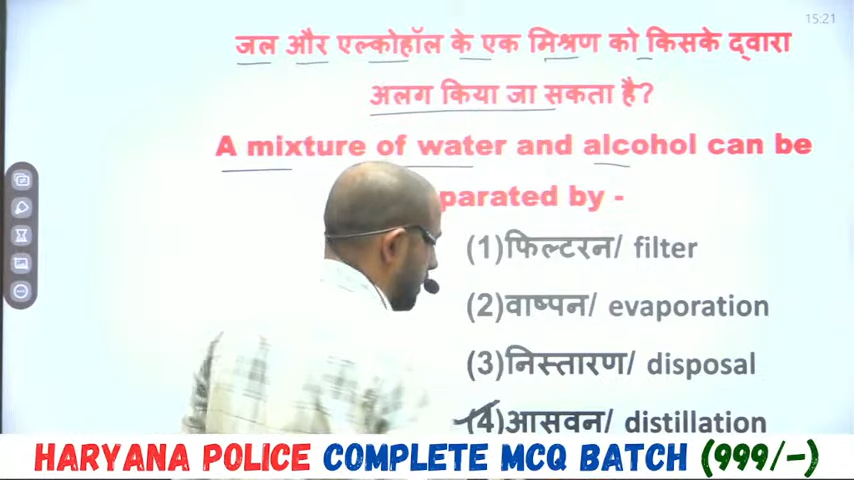 15:21
जल और एल्कोहॉल के एक मिश्रण को किसके द्वारा
अलग किया जा सकता है?
A mixture of water and alcohol can be
parated by -
(1)फिल्टरन/ filter
(2)वाष्पन/ evaporation
(3)निस्तारण/ disposal
(4)आसवन/ distillation
HARYANA POLICE COMPLETE MCQ BATCH (999/-)